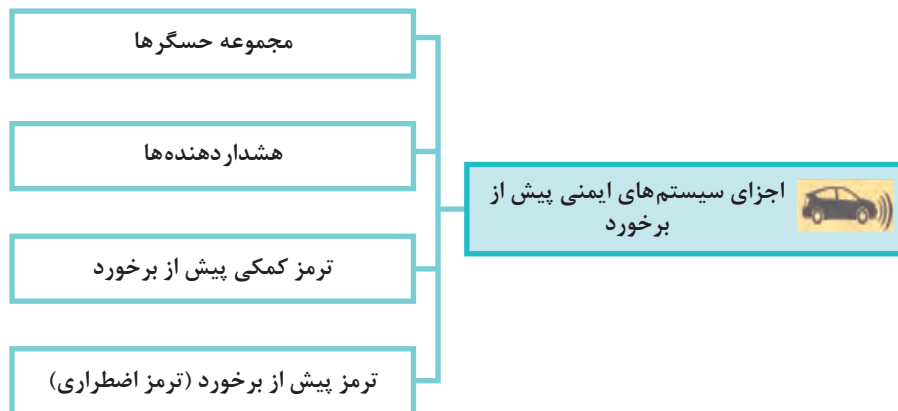 اجزای سیستم‌های ایمنی پیش از
برخورد
مجموعه حسگرها
هشداردهنده‌ها
ترمز کمکی پیش از برخورد
ترمز پیش از برخورد (ترمز اضطراری)